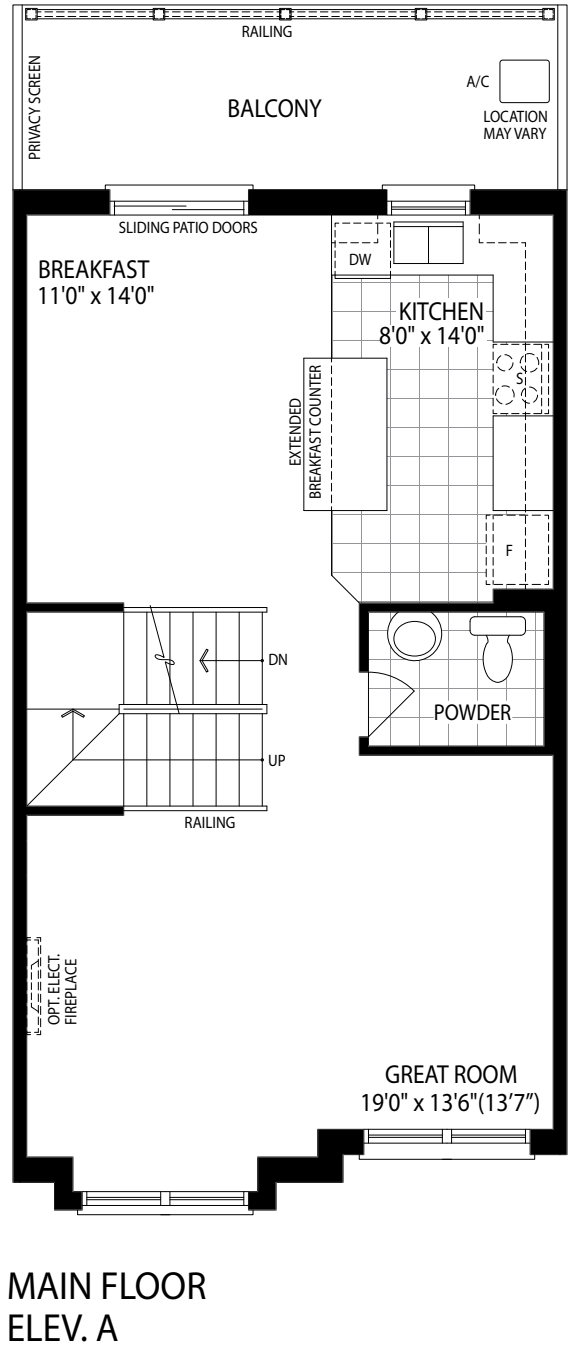 RAILING
PRIVACY SCREEN
BALCONY
A/C
LOCATION
MAY VARY
SLIDING PATIO DOORS
BREAKFAST
11'0" x 14'0"
DW
KITCHEN
8'0" x 14'0"
S
EXTENDED
BREAKFAST COUNTER
F
DN
POWDER
UP
RAILING
OPT. ELECT.
FIREPLACE
GREAT ROOM
19'0" x 13'6"(13’7”)
MAIN FLOOR
ELEV. A